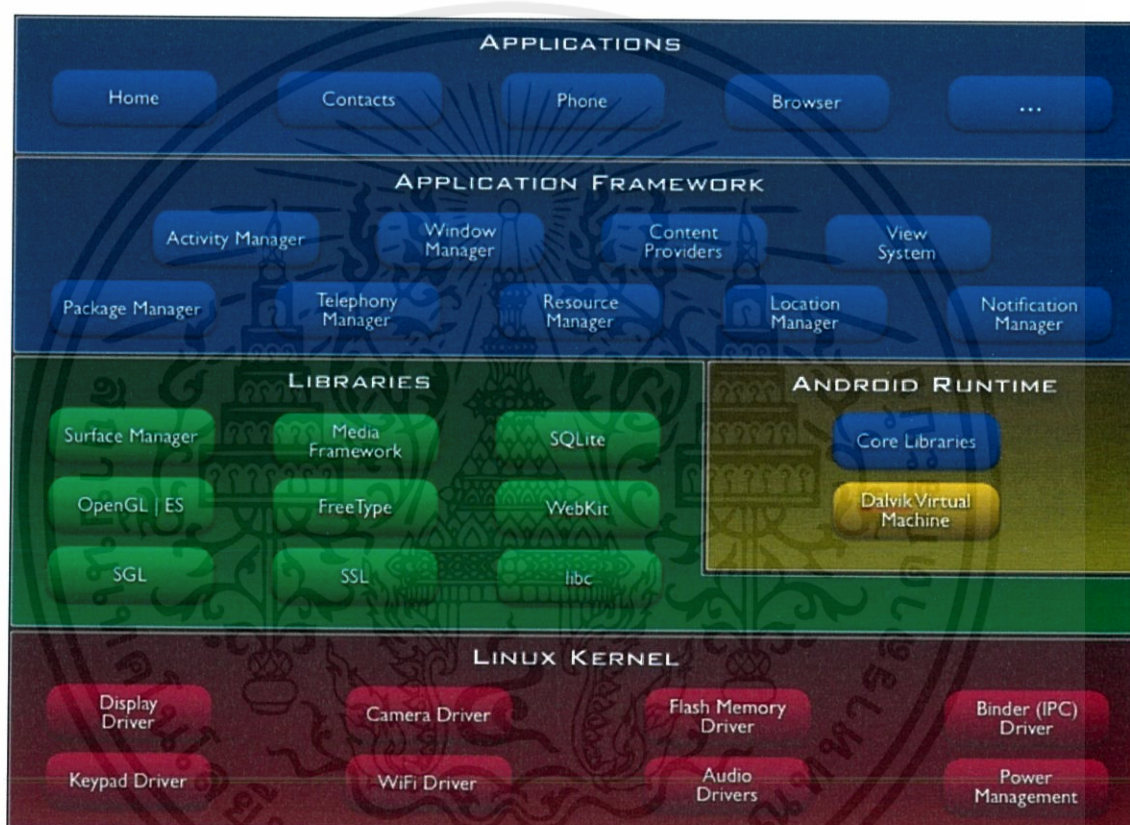 APPLICATIONS
Home Contacts Phone Browser ...
APPLICATION FRAMEWORK
Activity Manager Window Manager Content Providers View System
Package Manager Telephony Manager Resource Manager Location Manager Notification Manager
LIBRARIES
Surface Manager Media Framework SQLite
OpenGL | ES FreeType WebKit
SGL SSL libc
ANDROID RUNTIME
Core Libraries
Dalvik Virtual Machine
LINUX KERNEL
Display Driver Camera Driver Flash Memory Driver Binder (IPC) Driver
Keypad Driver WiFi Driver Audio Drivers Power Management